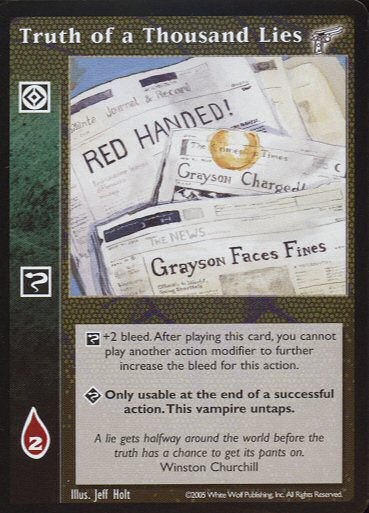 Truth of a Thousand Lies
Journal & Record
RED HANDED!
Times
Grayson Charged!
THE NEWS
Grayson Faces Fines
+2 bleed. After playing this card, you cannot
play another action modifier to further
increase the bleed for this action.
Only usable at the end of a successful
action. This vampire untaps.
2
A lie gets halfway around the world before the
truth has a chance to get its pants on.
Winston Churchill
Illus. Jeff Holt
©2005 White Wolf Publishing, Inc. All Rights Reserved.